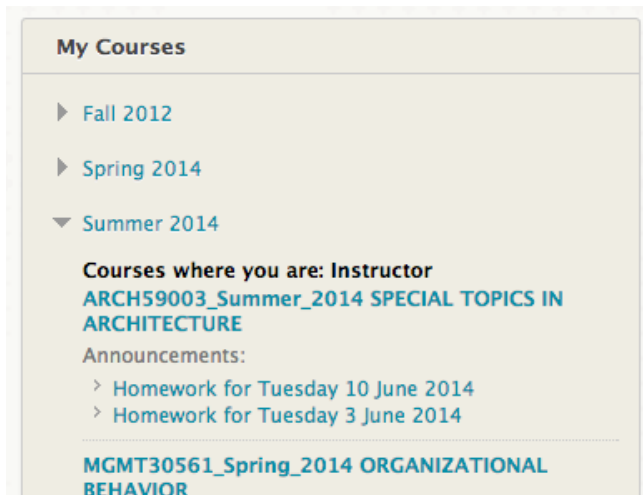 My Courses
Fall 2012
Spring 2014
Summer 2014
Courses where you are: Instructor
ARCH59003_Summer_2014 SPECIAL TOPICS IN
ARCHITECTURE
Announcements:
Homework for Tuesday 10 June 2014
Homework for Tuesday 3 June 2014
MGMT30561_Spring_2014 ORGANIZATIONAL
BEHAVIOR